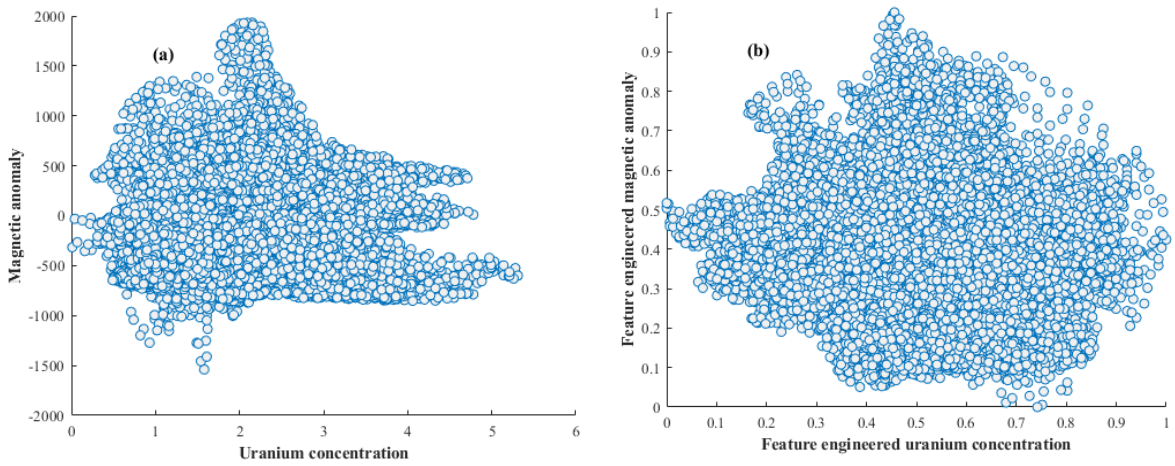 (a)
Magnetic anomaly
2000
1500
1000
500
0
-500
-1000
-1500
-2000
0 1 2 3 4 5 6
Uranium concentration
(b)
Feature engineered magnetic anomaly
1
0.9
0.8
0.7
0.6
0.5
0.4
0.3
0.2
0.1
0
0 0.1 0.2 0.3 0.4 0.5 0.6 0.7 0.8 0.9 1
Feature engineered uranium concentration